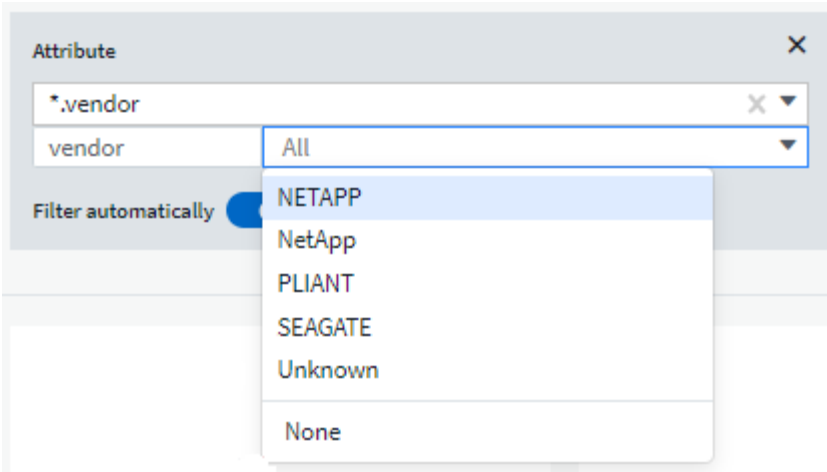 Attribute
*.vendor
vendor All
Filter automatically
NETAPP
NetApp
PLIANT
SEAGATE
Unknown
None